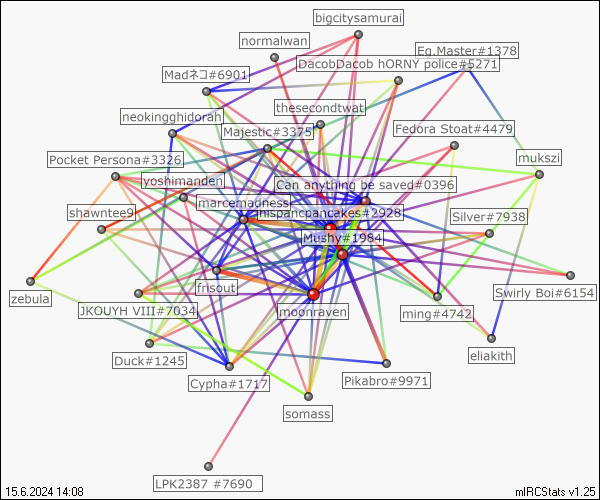 bigcitysamurai
normalwan
Eg.Master#1378
DacobDacob hORNY police#5271
Madネコ#6901
thesecondtwat
neokingghidorah
Majestic#3375
Fedora Stoat#4479
Pocket Persona#3326
mukszi
yoshimanden
Can anything be saved#0396
marcemadness
shawntee9
hispancpancakes#2928
Silver#7938
Mushy#1984
frisout
zebula
Swirly Boi#6154
JKOUYH VIII#7034
moonraven
ming#4742
Duck#1245
eliakith
Cypha#1717
Pikabro#9971
somass
LPK2387 #7690
15.6.2024 14:08
mIRCStats v1.25